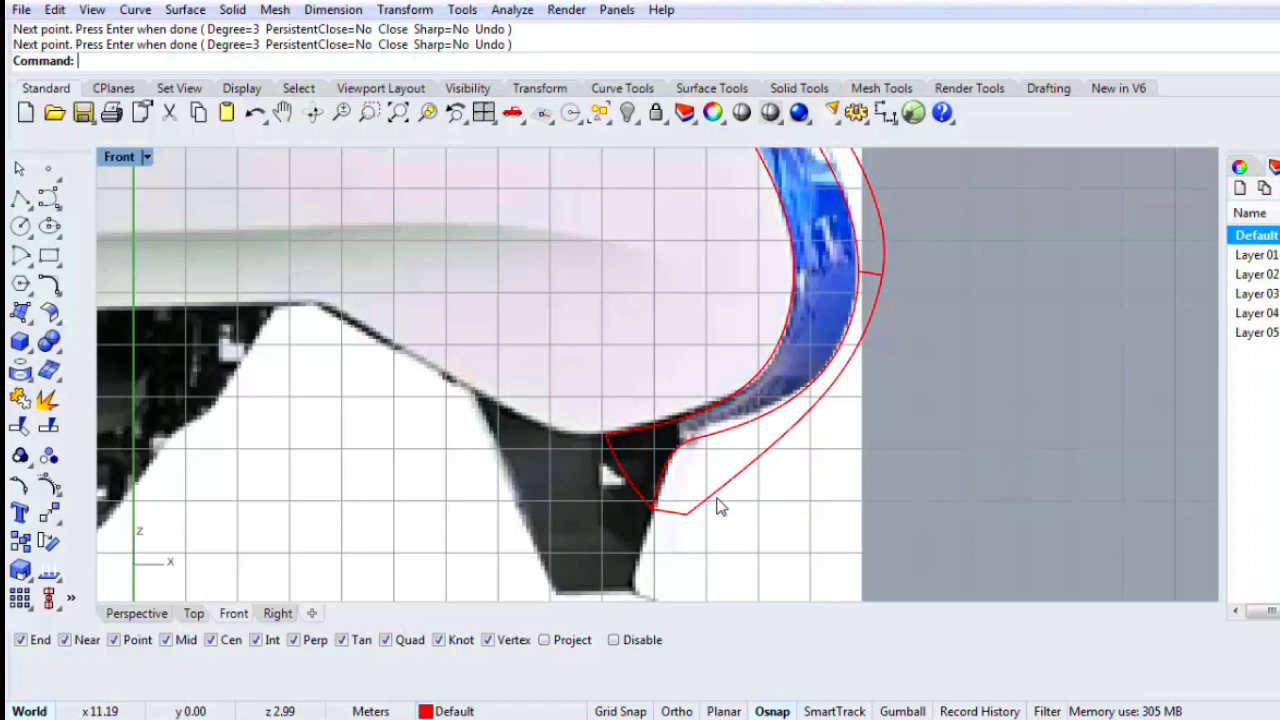 File Edit View Curve Surface Solid Mesh Dimension Transform Tools Analyze Render Panels Help
Next point. Press Enter when done ( Degree=3 PersistentClose=No Close Sharp=No Undo )
Next point. Press Enter when done ( Degree=3 PersistentClose=No Close Sharp=No Undo )
Command:
Standard CPlanes Set View Display Select Viewport Layout Visibility Transform Curve Tools Surface Tools Solid Tools Mesh Tools Render Tools Drafting New in V6
Front
Name
Default
Layer 01
Layer 02
Layer 03
Layer 04
Layer 05
z
x
Perspective Top Front Right
End Near Point Mid Cen Int Perp Tan Quad Knot Vertex Project Disable
World x 11.19 y 0.00 z 2.99 Meters Default Grid Snap Ortho Planar Osnap SmartTrack Gumball Record History Filter Memory use: 305 MB